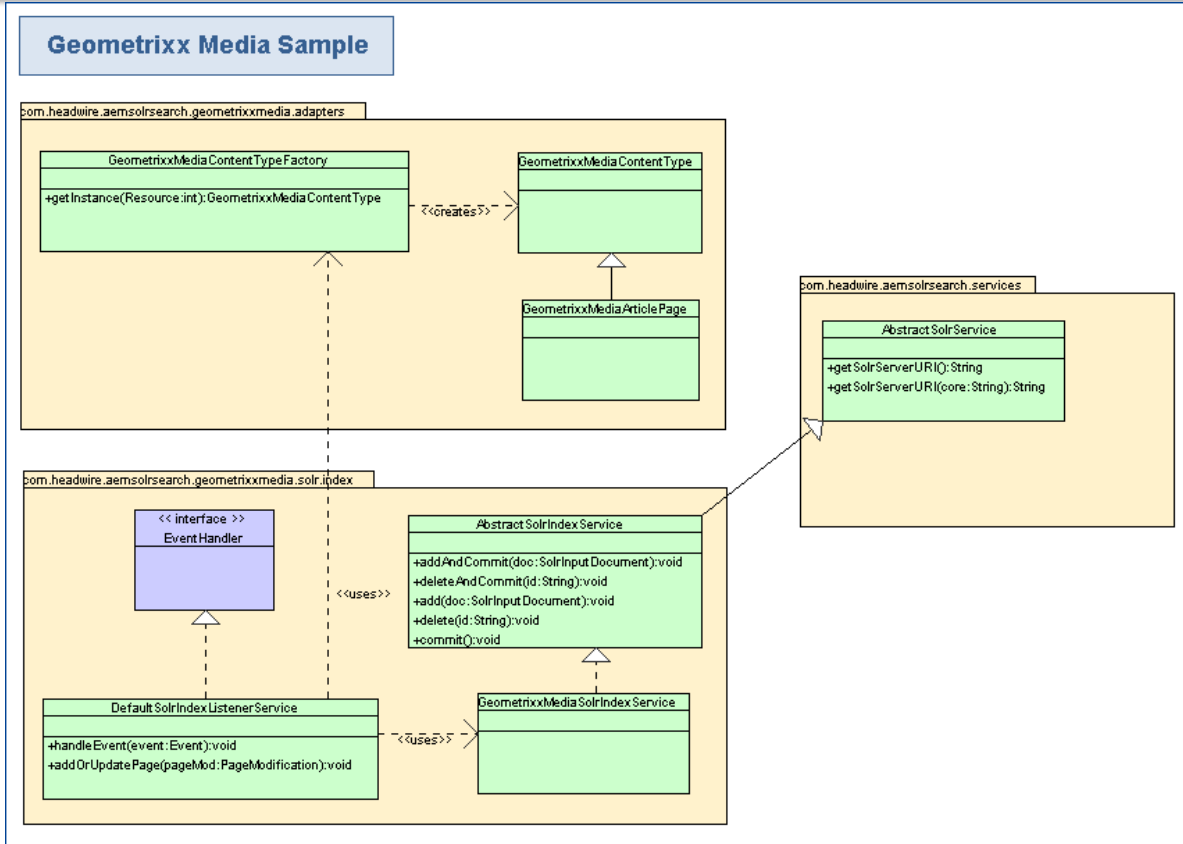 Geometrixx Media Sample
com.headwire.aemsolrsearch.geometrixxmedia.adapters
GeometrixxMediaContentTypeFactory
+getInstance(Resource:int):GeometrixxMediaContentType
<<creates>>
GeometrixxMediaContentType
GeometrixxMediaArticlePage
com.headwire.aemsolrsearch.services
AbstractSolrService
+getSolrServerURI():String
+getSolrServerURI(core:String):String
com.headwire.aemsolrsearch.geometrixxmedia.solr.index
<< interface >>
EventHandler
<<uses>>
AbstractSolrIndexService
+addAndCommit(doc:SolrInputDocument):void
+deleteAndCommit(id:String):void
+add(doc:SolrInputDocument):void
+delete(id:String):void
+commit():void
DefaultSolrIndexListenerService
+handleEvent(event:Event):void
+addOrUpdatePage(pageMod:PageModification):void
<<uses>>
GeometrixxMediaSolrIndexService